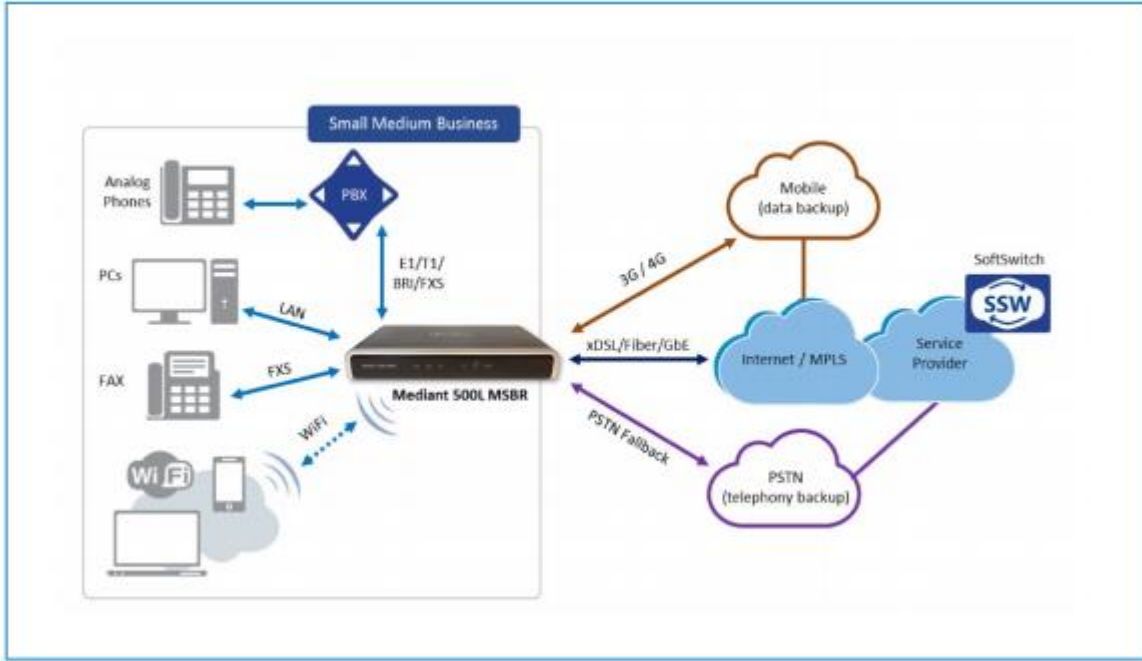 Small Medium Business
Analog
Phones
PBX
E1/T1/
BRI/FXS
PCs
LAN
FAX
FXS
Mediant 500L MSBR
WiFi
Wi Fi
Mobile
(data backup)
3G / 4G
SoftSwitch
SSW
xDSL/Fiber/GbE
Internet / MPLS
Service
Provider
PSTN Fallback
PSTN
(telephony backup)